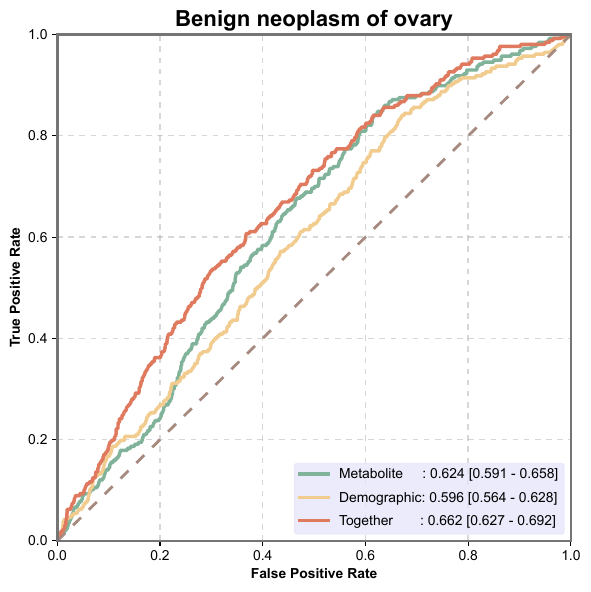 Benign neoplasm of ovary
True Positive Rate
1.0
0.8
0.6
0.4
0.2
0.0
Metabolite : 0.624 [0.591 - 0.658]
Demographic: 0.596 [0.564 - 0.628]
Together : 0.662 [0.627 - 0.692]
0.0 0.2 0.4 0.6 0.8 1.0
False Positive Rate